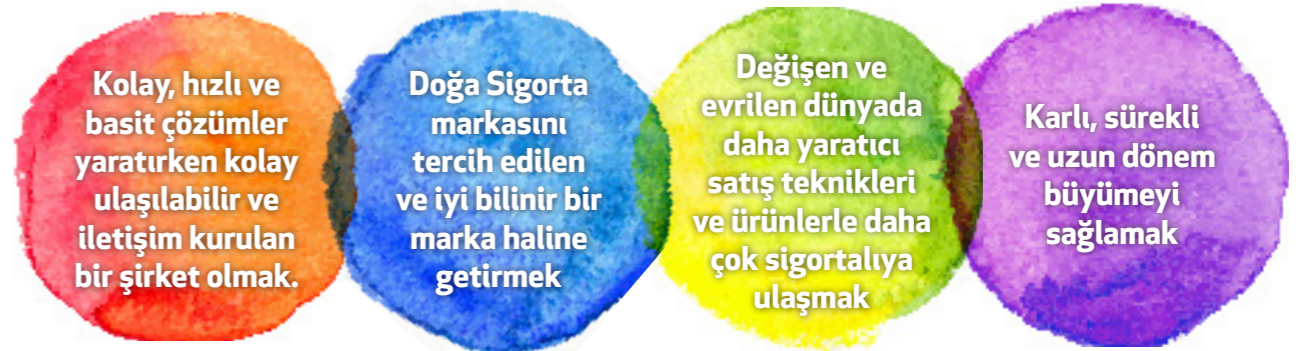 Kolay, hızlı ve
basit çözümler
yaratırken kolay
ulaşılabilir ve
iletişim kurulan
bir şirket olmak.
Doğa Sigorta
markasını
tercih edilen
ve iyi bilinir bir
marka haline
getirmek
Değişen ve
evrilen dünyada
daha yaratıcı
satış teknikleri
ve ürünlerle daha
çok sigortalıya
ulaşmak
Karlı, sürekli
ve uzun dönem
büyümeyi
sağlamak